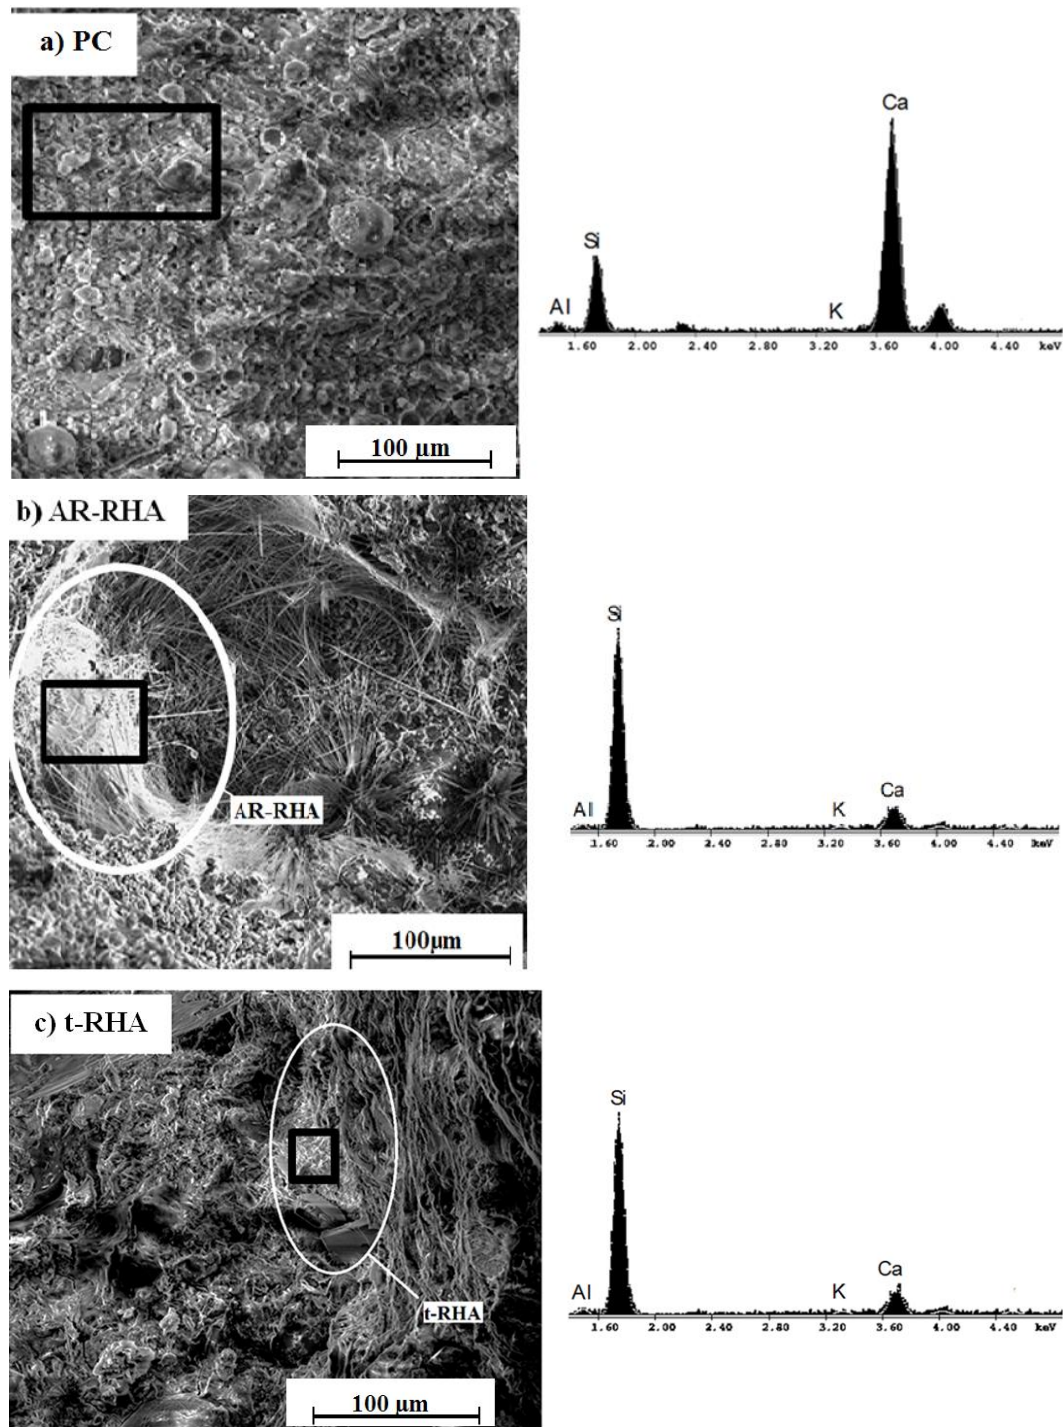 a) PC
Ca
Si
Al
K
1.60 2.00 2.40 2.80 3.20 3.60 4.00 4.40 keV
100 µm
b) AR-RHA
Si
Al
K
Ca
1.60 2.00 2.40 2.80 3.20 3.60 4.00 4.40 keV
AR-RHA
100µm
c) t-RHA
Si
Al
K
Ca
1.60 2.00 2.40 2.80 3.20 3.60 4.00 4.40 keV
t-RHA
100 µm